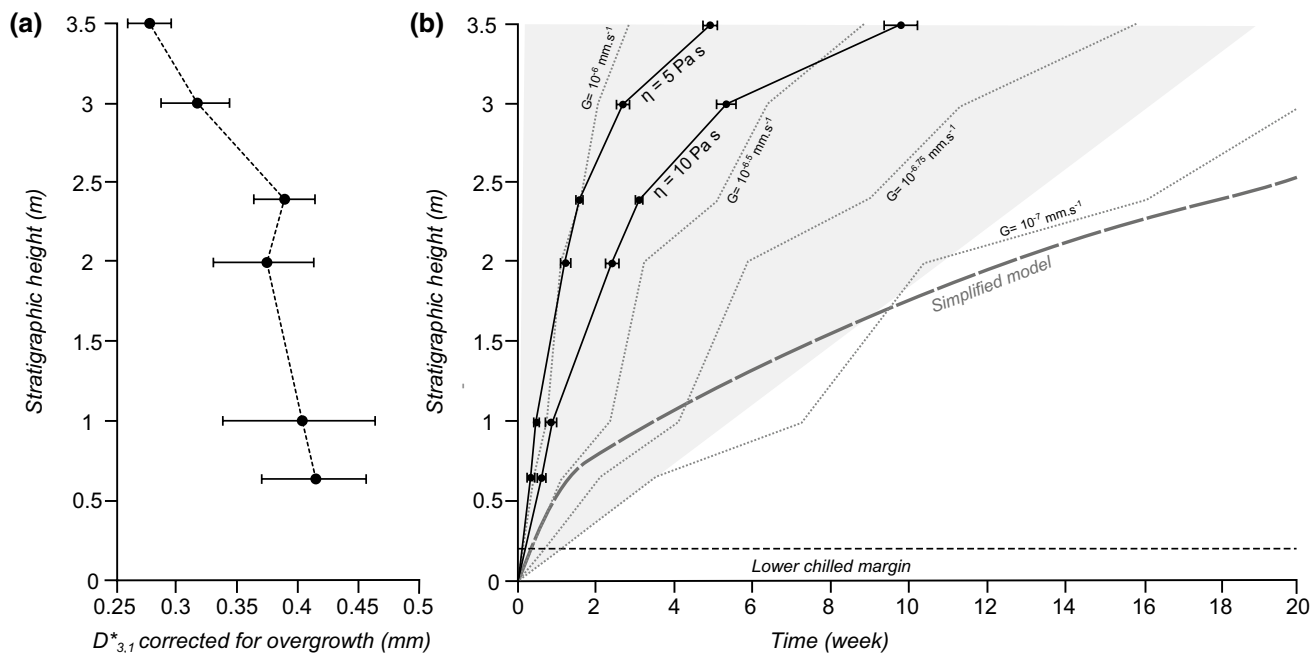 (a)
3.5
3
2.5
2
1.5
1
0.5
0
Stratigraphic height (m)
0.25
0.3
0.35
0.4
0.45
0.5
D*3,1 corrected for overgrowth (mm)
(b)
3.5
3
2.5
2
1.5
1
0.5
0
Stratigraphic height (m)
G= 10-6 mm.s-1
η = 5 Pa s
η = 10 Pa s
G= 10-6.5 mm.s-1
G= 10-6.75 mm.s-1
G= 10-7 mm.s-1
Simplified model
Lower chilled margin
0
2
4
6
8
10
12
14
16
18
20
Time (week)